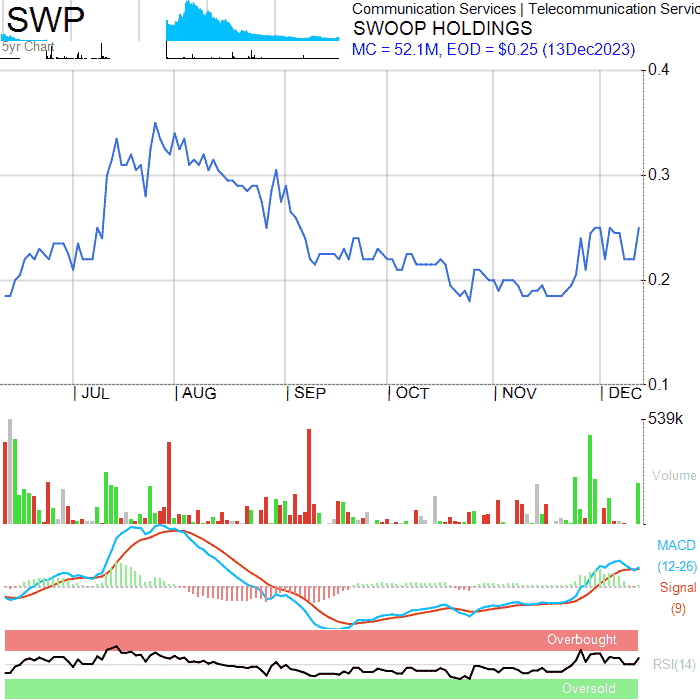 SWP
5yr Chart
Communication Services | Telecommunication Servic
SWOOP HOLDINGS
MC = 52.1M, EOD = $0.25 (13Dec2023)
0.4
0.3
0.2
0.1
JUL
AUG
SEP
OCT
NOV
DEC
539k
Volume
MACD
(12-26)
Signal
(9)
Overbought
RSI(14)
Oversold